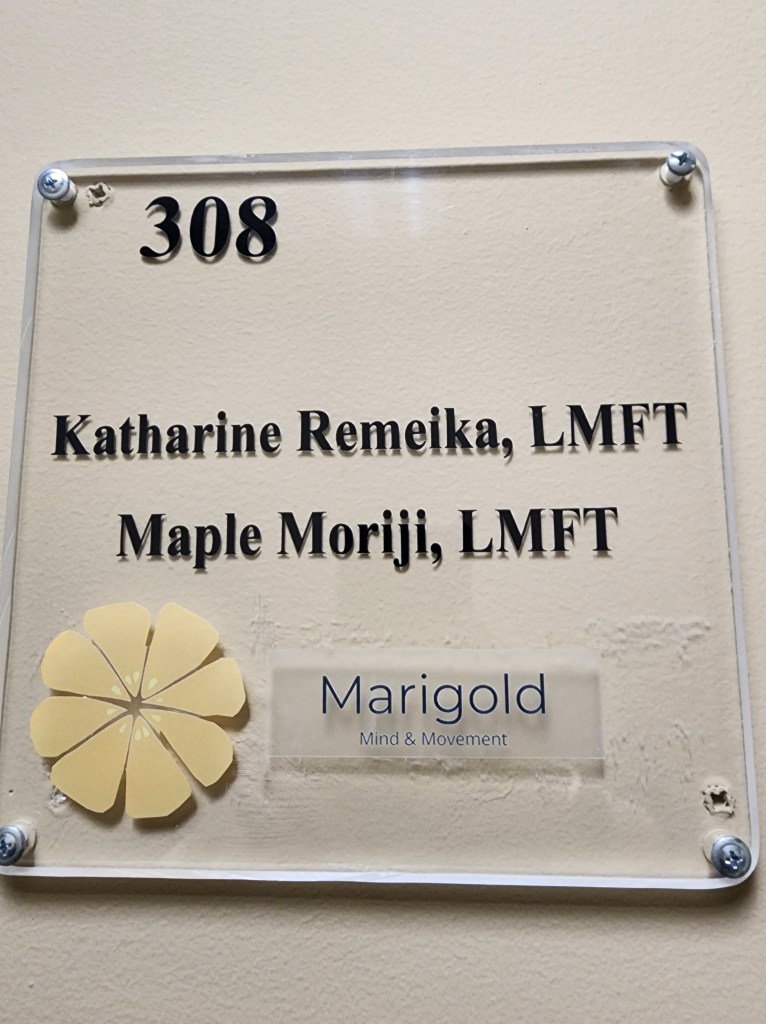 308
Katharine Remeika, LMFT
Maple Moriji, LMFT
Marigold
Mind & Movement